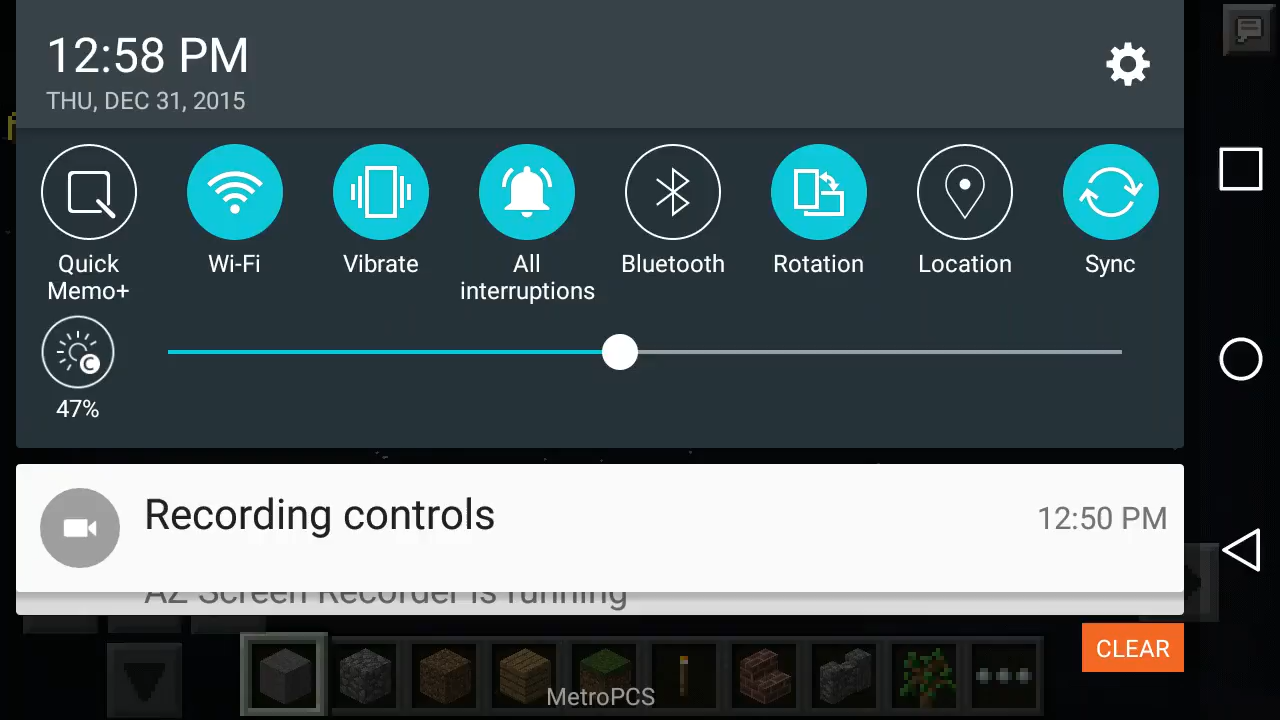 12:58 PM
THU, DEC 31, 2015
Quick Memo+
Wi-Fi
Vibrate
All interruptions
Bluetooth
Rotation
Location
Sync
47%
Recording controls
12:50 PM
AZ Screen Recorder is running
CLEAR
MetroPCS